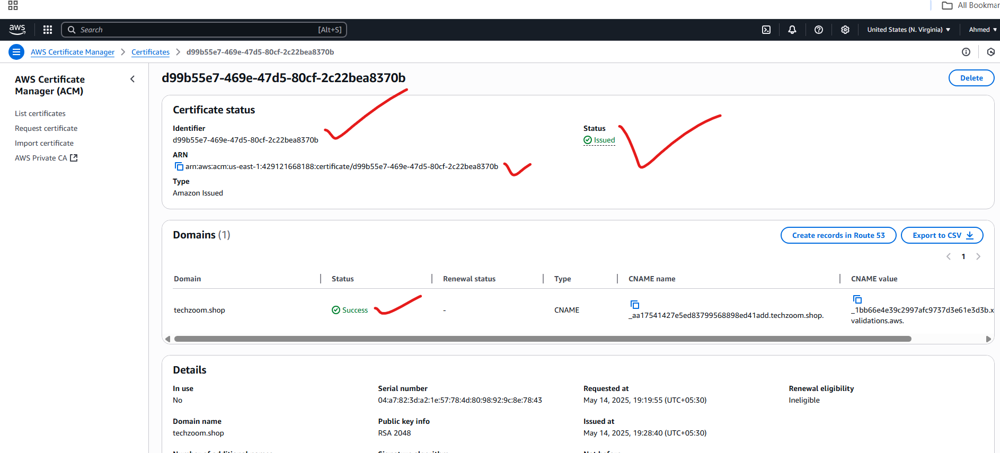 All Bookmar
aws
Search
[Alt+S]
United States (N. Virginia)
Ahmed
AWS Certificate Manager
Certificates
d99b55e7-469e-47d5-80cf-2c22bea8370b
AWS Certificate
Manager (ACM)
List certificates
Request certificate
Import certificate
AWS Private CA
d99b55e7-469e-47d5-80cf-2c22bea8370b
Delete
Certificate status
Identifier
d99b55e7-469e-47d5-80cf-2c22bea8370b
Status
Issued
ARN
arn:aws:acm:us-east-1:429121668188:certificate/d99b55e7-469e-47d5-80cf-2c22bea8370b
Type
Amazon Issued
Domains (1)
Create records in Route 53
Export to CSV
1
Domain
Status
Renewal status
Type
CNAME name
CNAME value
techzoom.shop
Success
-
CNAME
_aa17541427e5ed83799568898ed41add.techzoom.shop.
_1bb66e4e39c2997afc9737d3e61e3d3b.x
validations.aws.
Details
In use
No
Serial number
04:a7:82:3d:a2:1e:57:78:4d:80:98:92:9c:8e:78:43
Requested at
May 14, 2025, 19:19:55 (UTC+05:30)
Renewal eligibility
Ineligible
Domain name
techzoom.shop
Public key info
RSA 2048
Issued at
May 14, 2025, 19:28:40 (UTC+05:30)